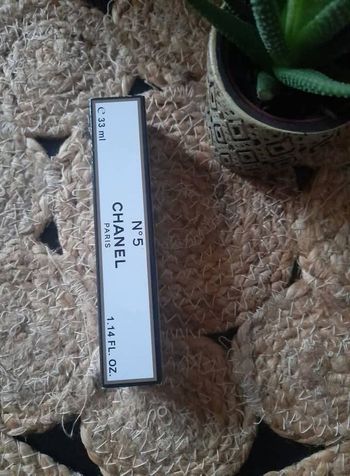 ℮ 33 ml
N°5
CHANEL
PARIS
1.14 FL. OZ.